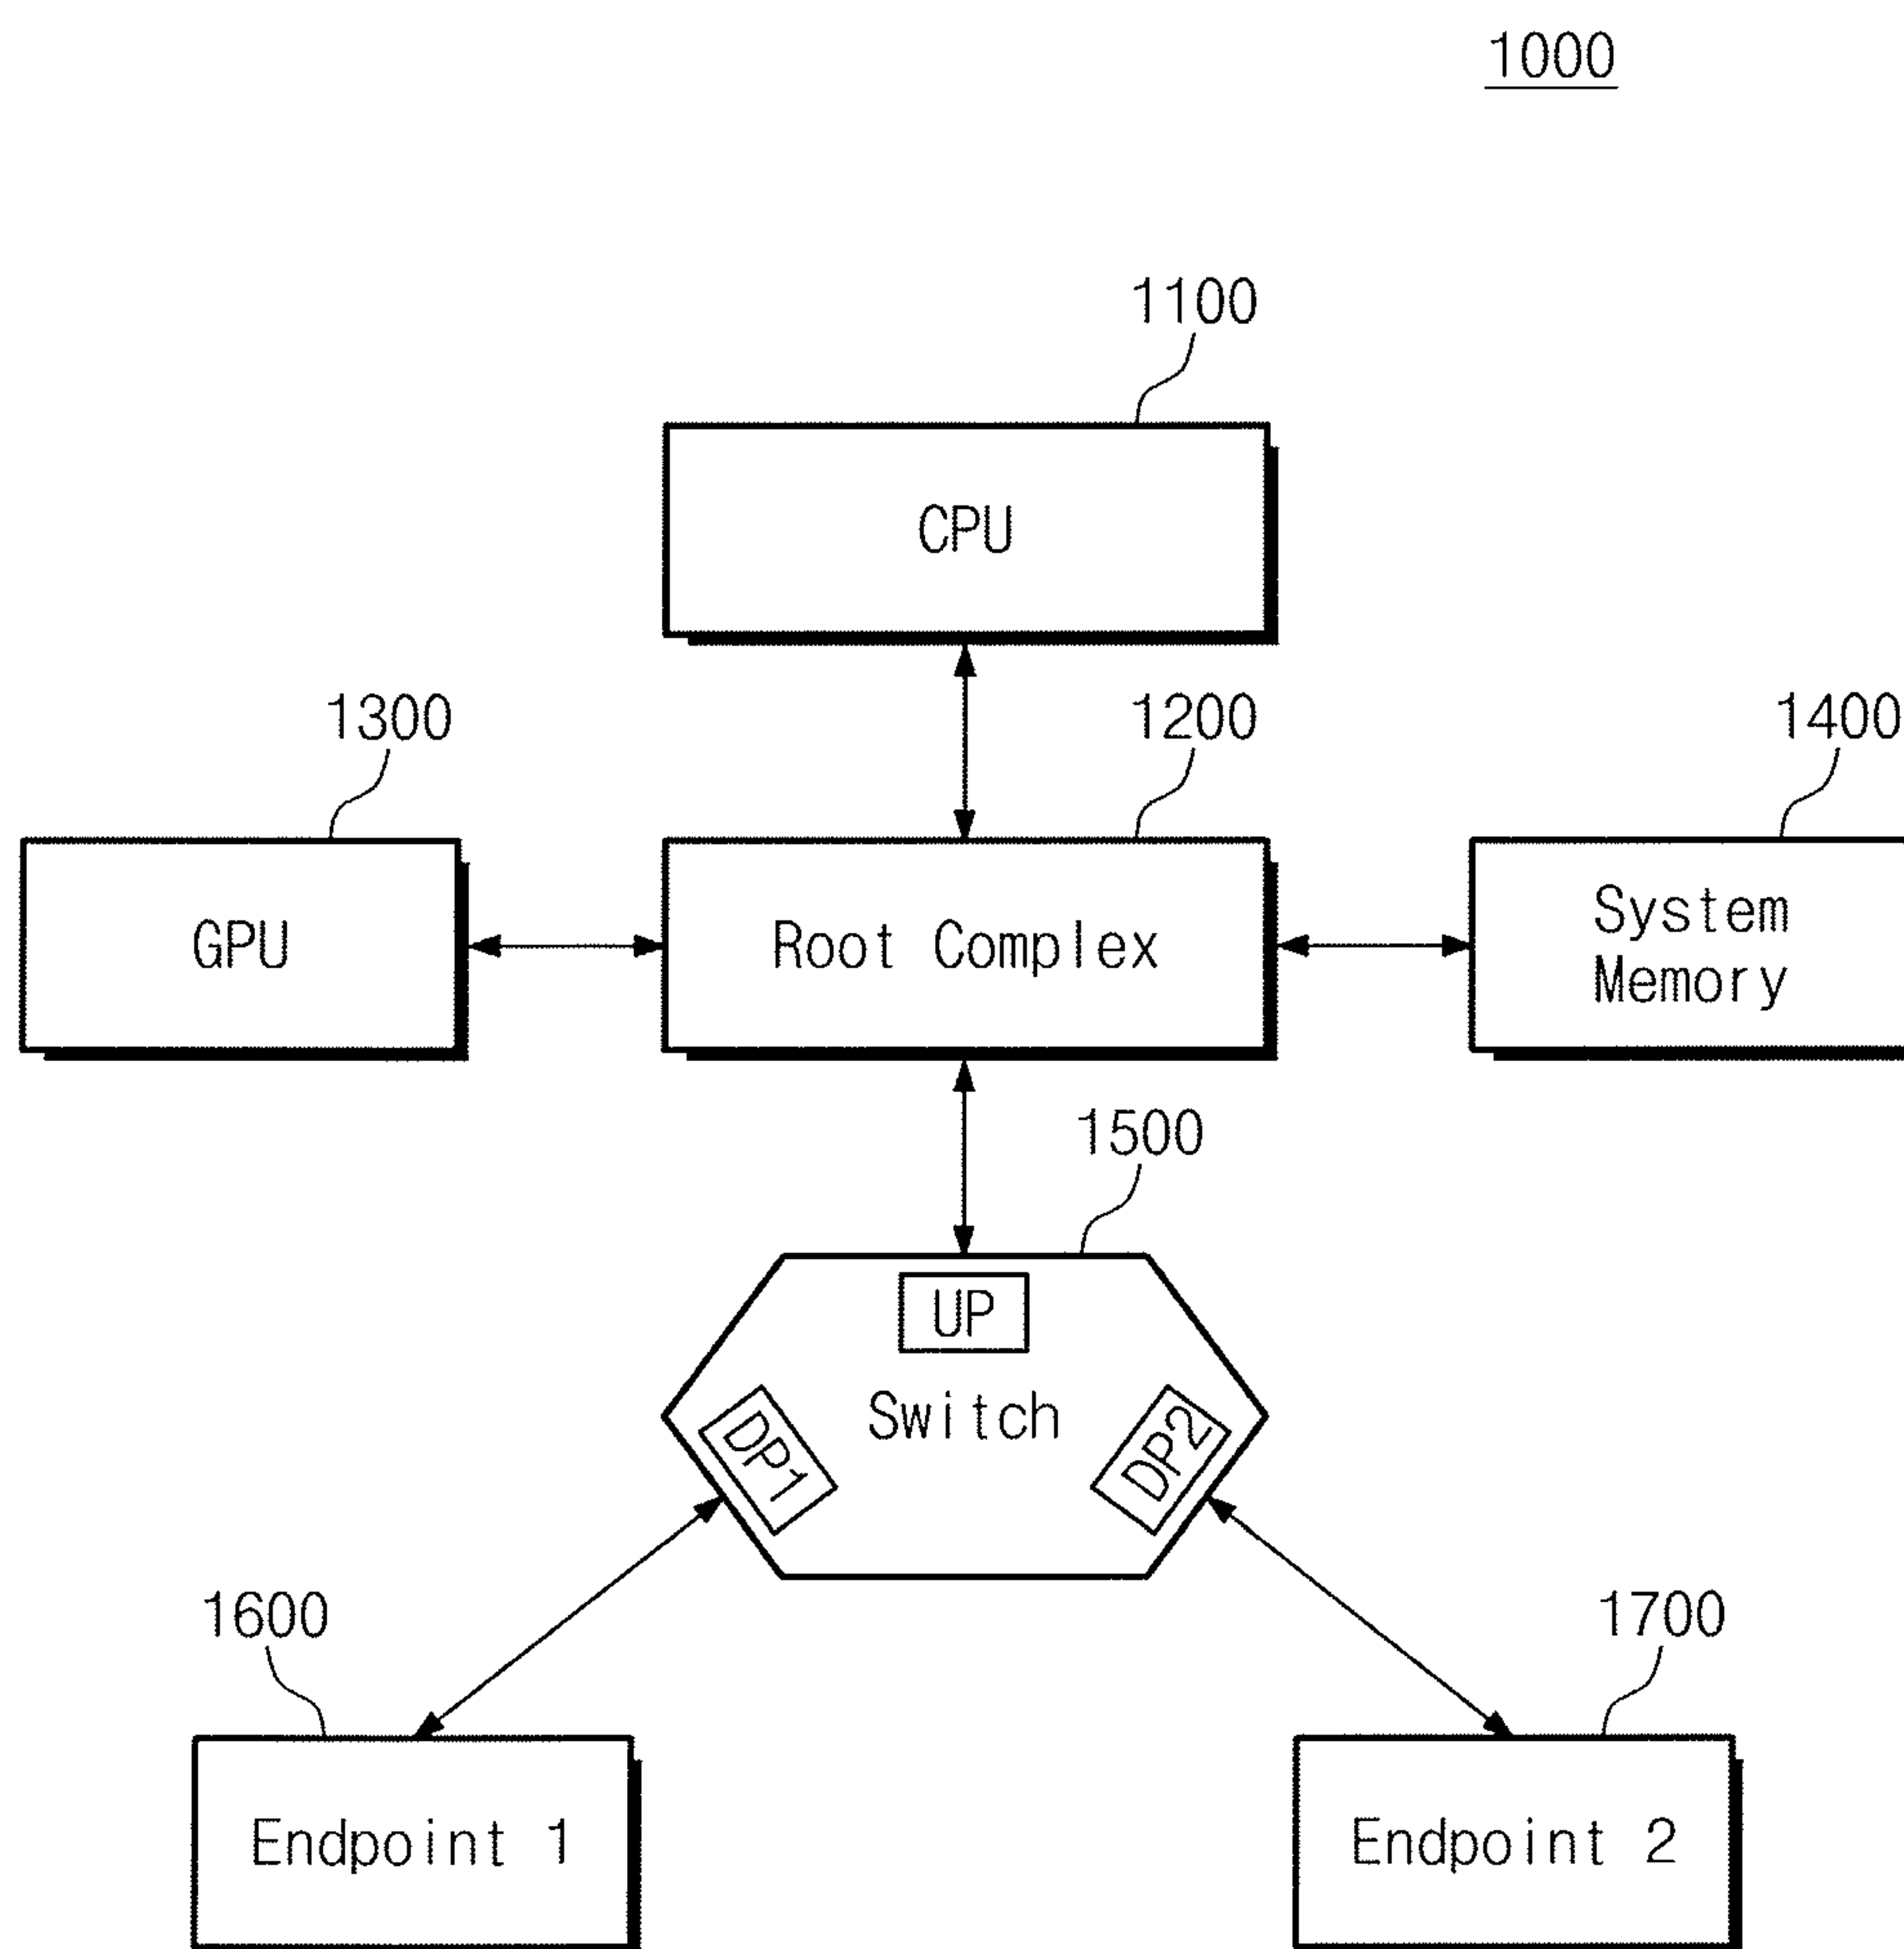 1000
1100
CPU
1300
1200
1400
GPU
Root Complex
System
Memory
1500
UP
Switch
DP1
DP2
1600
1700
Endpoint 1
Endpoint 2